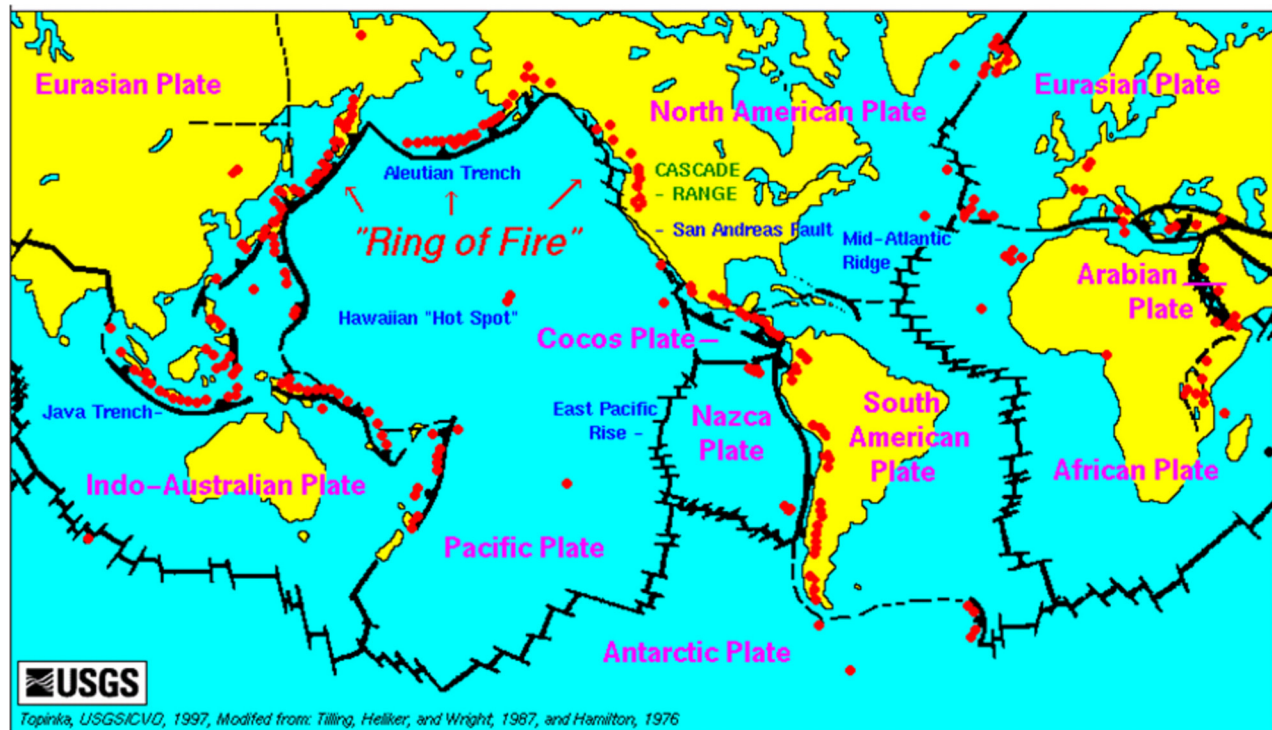 Eurasian Plate
North American Plate
Eurasian Plate
CASCADE
- RANGE
Aleutian Trench
"Ring of Fire"
- San Andreas Fault
Mid-Atlantic
Ridge
Arabian
Plate
Hawaiian "Hot Spot"
Cocos Plate
Java Trench
East Pacific
Rise -
Nazca
Plate
South
American
Plate
African Plate
Indo-Australian Plate
Pacific Plate
Antarctic Plate
USGS
Topinka, USGS/CVO, 1997, Modifed from: Tilling, Heliker, and Wright, 1987, and Hamilton, 1976